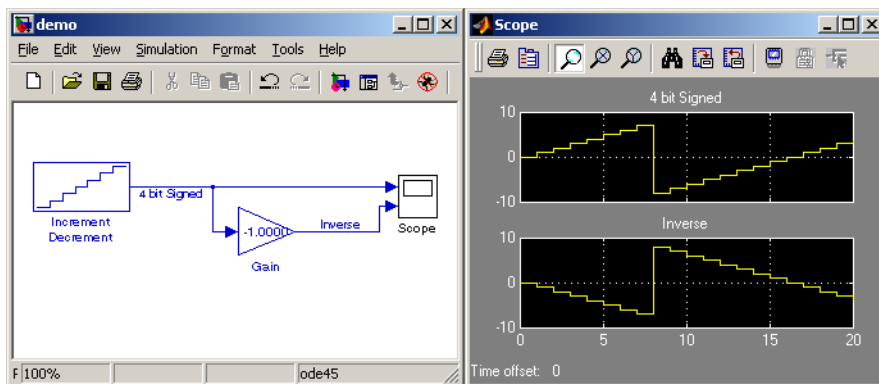 demo
File Edit View Simulation Format Tools Help
4 bit Signed
Increment
Decrement
-1.0000
Inverse
Gain
Scope
F 100%
ode45
Scope
4 bit Signed
10
0
-10
Inverse
10
0
-10
0 5 10 15 20
Time offset: 0